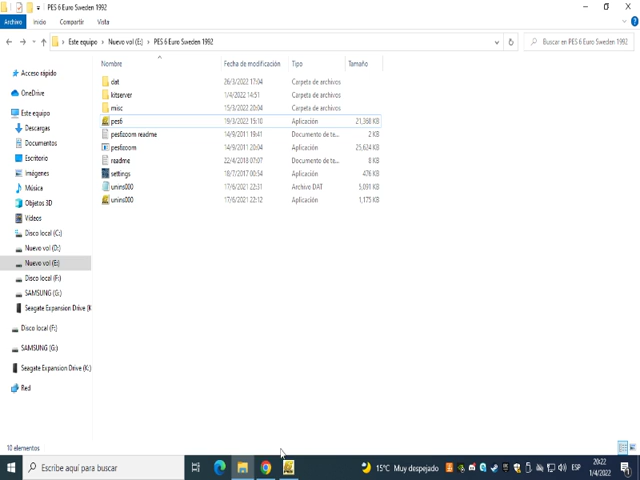 PES 6 Euro Sweden 1992
Archivo Inicio Compartir Vista
Este equipo > Nuevo vol (E:) > PES 6 Euro Sweden 1992
Buscar en PES 6 Euro Sweden 1992
Nombre Fecha de modificación Tipo Tamaño
dat 26/3/2022 17:04 Carpeta de archivos
kitserver 1/4/2022 14:51 Carpeta de archivos
misc 15/3/2022 20:04 Carpeta de archivos
pes6 19/3/2022 15:10 Aplicación 21,368 KB
pes6zoom readme 14/9/2011 19:41 Documento de te... 2 KB
pes6zoom 14/9/2011 20:04 Aplicación 25,624 KB
readme 22/4/2018 07:07 Documento de te... 8 KB
settings 18/7/2017 00:54 Aplicación 476 KB
unins000 17/6/2021 22:31 Archivo DAT 5,091 KB
unins000 17/6/2021 22:12 Aplicación 1,175 KB
Acceso rápido
OneDrive
Este equipo
Descargas
Documentos
Escritorio
Imágenes
Música
Objetos 3D
Vídeos
Disco local (C:)
Nuevo vol (D:)
Nuevo vol (E:)
Disco local (F:)
SAMSUNG (G:)
Seagate Expansion Drive (K
Disco local (F:)
SAMSUNG (G:)
Seagate Expansion Drive (K:)
Red
10 elementos
Escribe aquí para buscar
15°C Muy despejado
ESP
20:22
1/4/2022